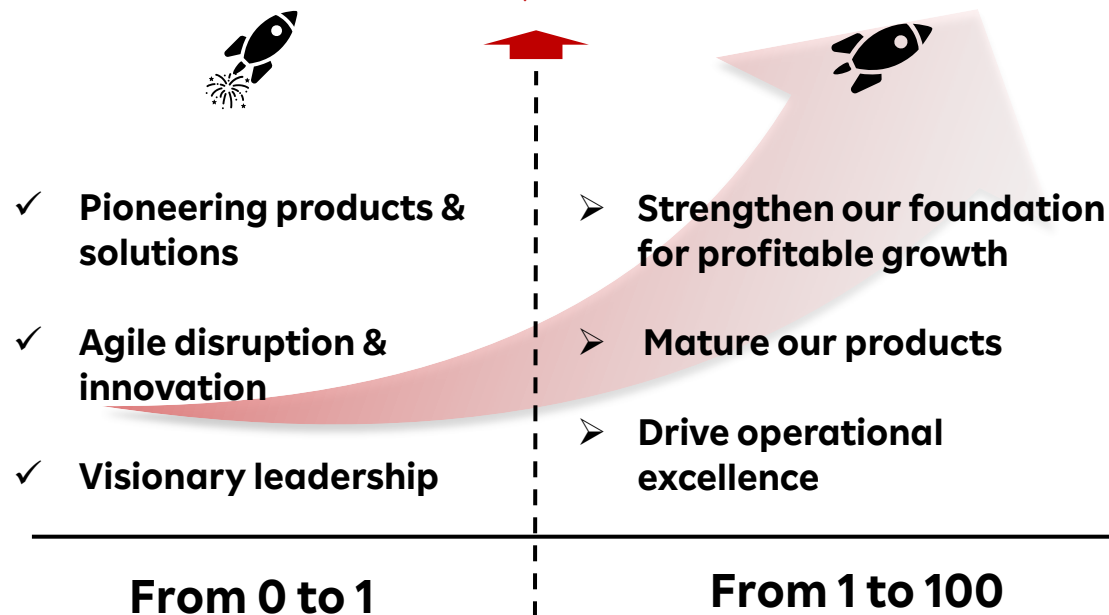 Pioneering products &
solutions
Agile disruption &
innovation
Visionary leadership
From 0 to 1
Strengthen our foundation
for profitable growth
Mature our products
Drive operational
excellence
From 1 to 100